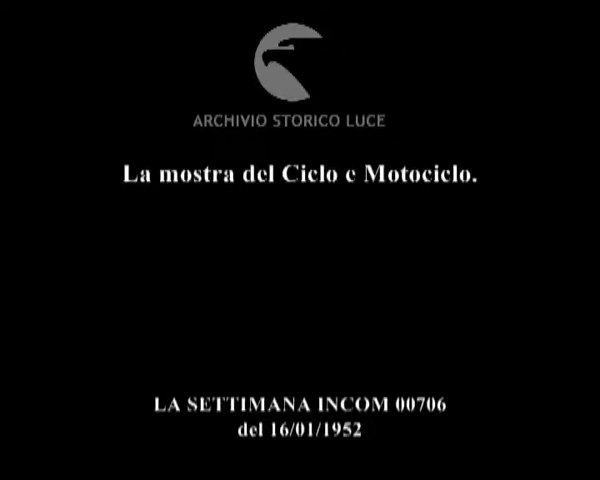 ARCHIVIO STORICO LUCE
La mostra del Ciclo e Motociclo.
LA SETTIMANA INCOM 00706
del 16/01/1952